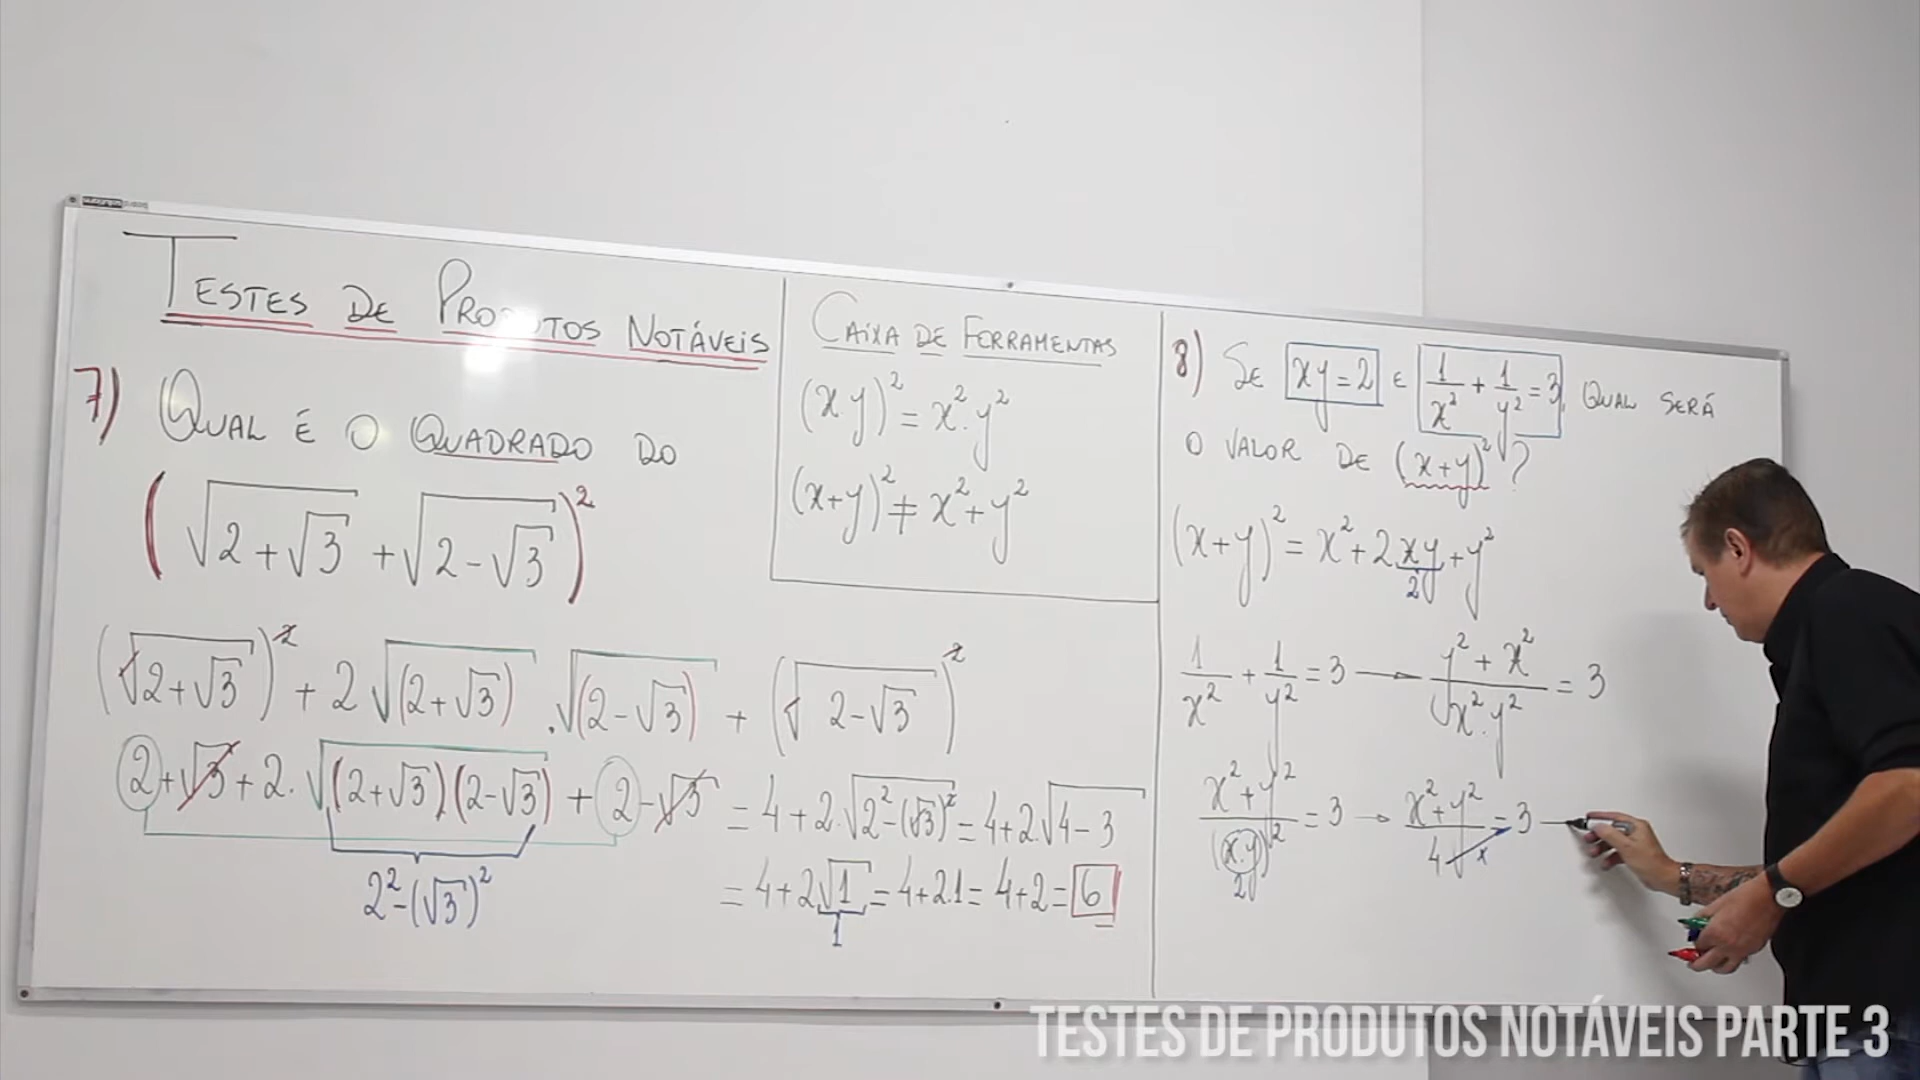 TESTES DE PRODUTOS NOTÁVEIS
7) QUAL É O QUADRADO DO
(√(2+√3) + √(2-√3))²
(√(2+√3))² + 2√(2+√3) . √(2-√3) + (√(2-√3))²
2+√3+2.√((2+√3)(2-√3)) + 2-√3 = 4+2.√(2²-(√3)²) = 4+2.√(4-3)
2²-(√3)²
= 4+2√1 = 4+2.1 = 4+2 = 6
1
CAIXA DE FERRAMENTAS
(x.y)² = x².y²
(x+y)² ≠ x²+y²
8) SE xy=2 E 1/x² + 1/y² = 3, QUAL SERÁ
O VALOR DE (x+y)²?
(x+y)² = x²+2xy+y²
2
1/x² + 1/y² = 3 → (y²+x²)/(x².y²) = 3
(x²+y²)/(x.y)² = 3 → (x²+y²)/4 = 3
2
x
TESTES DE PRODUTOS NOTÁVEIS PARTE 3